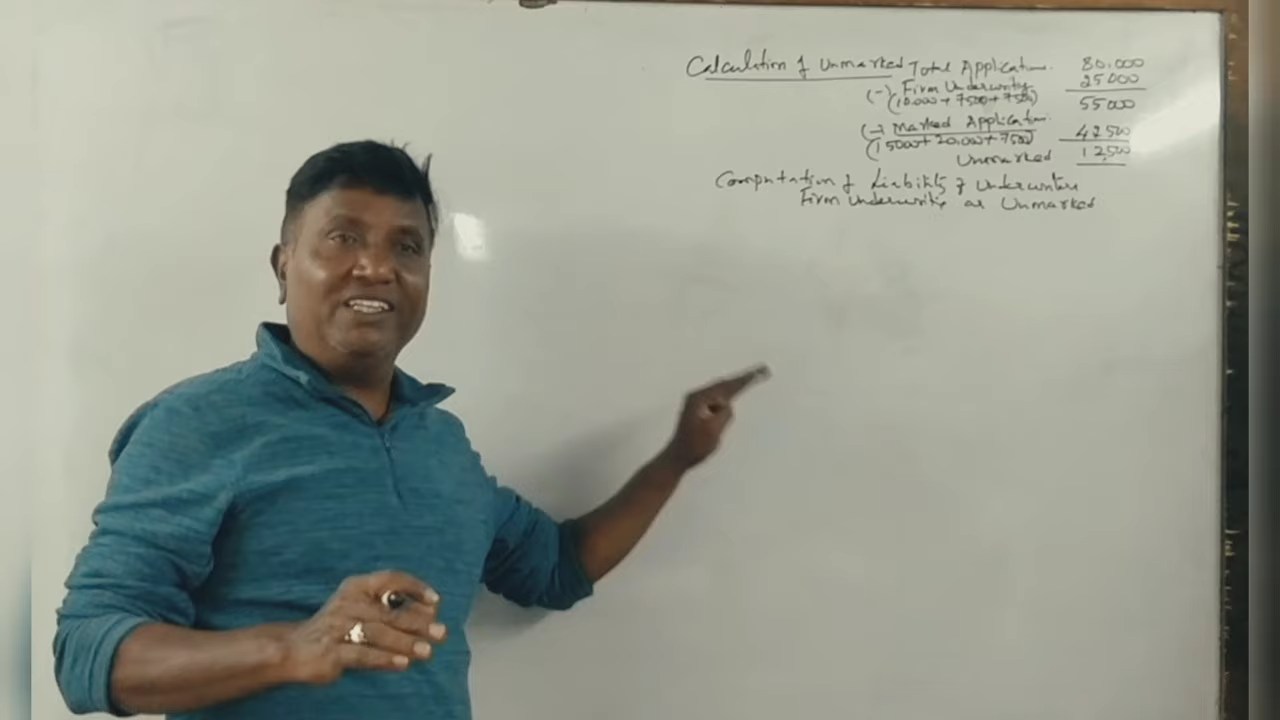 Calculation of Unmarked Total Applications. 80,000
(-) Firm Underwriting 25000
(10,000 + 7500 + 7500) 55000
(-) Marked Application. 42500
(15000 + 20,000 + 7500) 12,500
Unmarked
Computation of Liability of Underwriters
Firm Underwriting as Unmarked